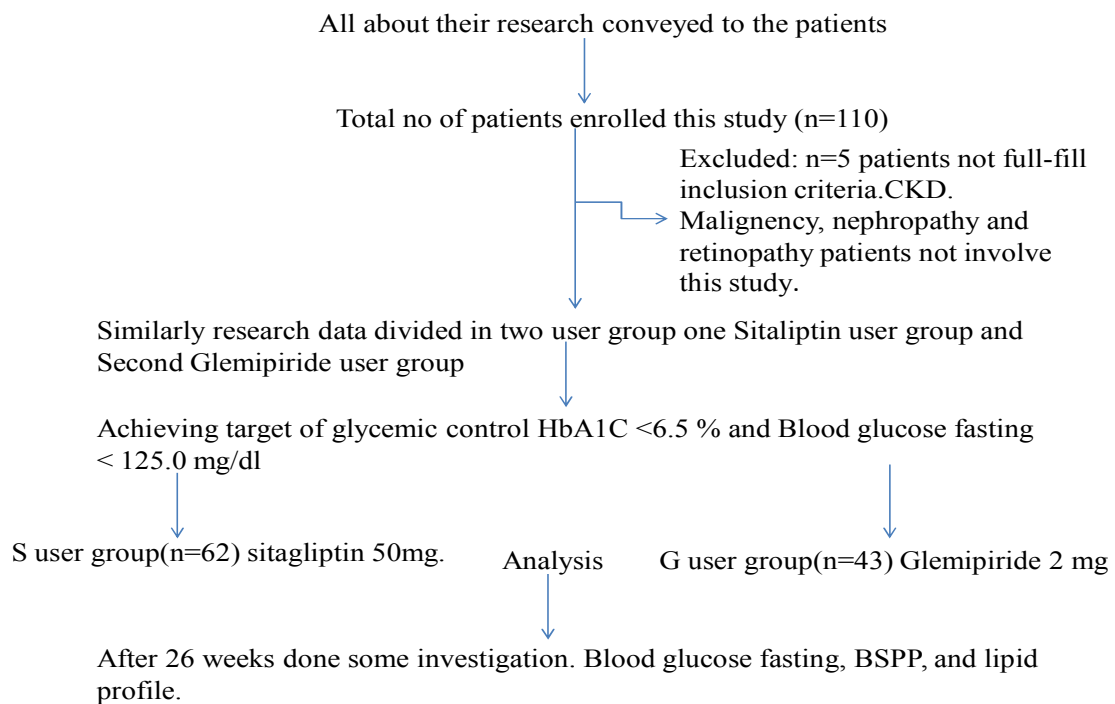 All about their research conveyed to the patients
Total no of patients enrolled this study (n=110)
Excluded: n=5 patients not full-fill
inclusion criteria.CKD.
Malignency, nephropathy and
retinopathy patients not involve
this study.
Similarly research data divided in two user group one Sitaliptin user group and
Second Glemipiride user group
Achieving target of glycemic control HbA1C <6.5 % and Blood glucose fasting
< 125.0 mg/dl
S user group(n=62) sitagliptin 50mg.
Analysis
G user group(n=43) Glemipiride 2 mg
After 26 weeks done some investigation. Blood glucose fasting, BSPP, and lipid
profile.